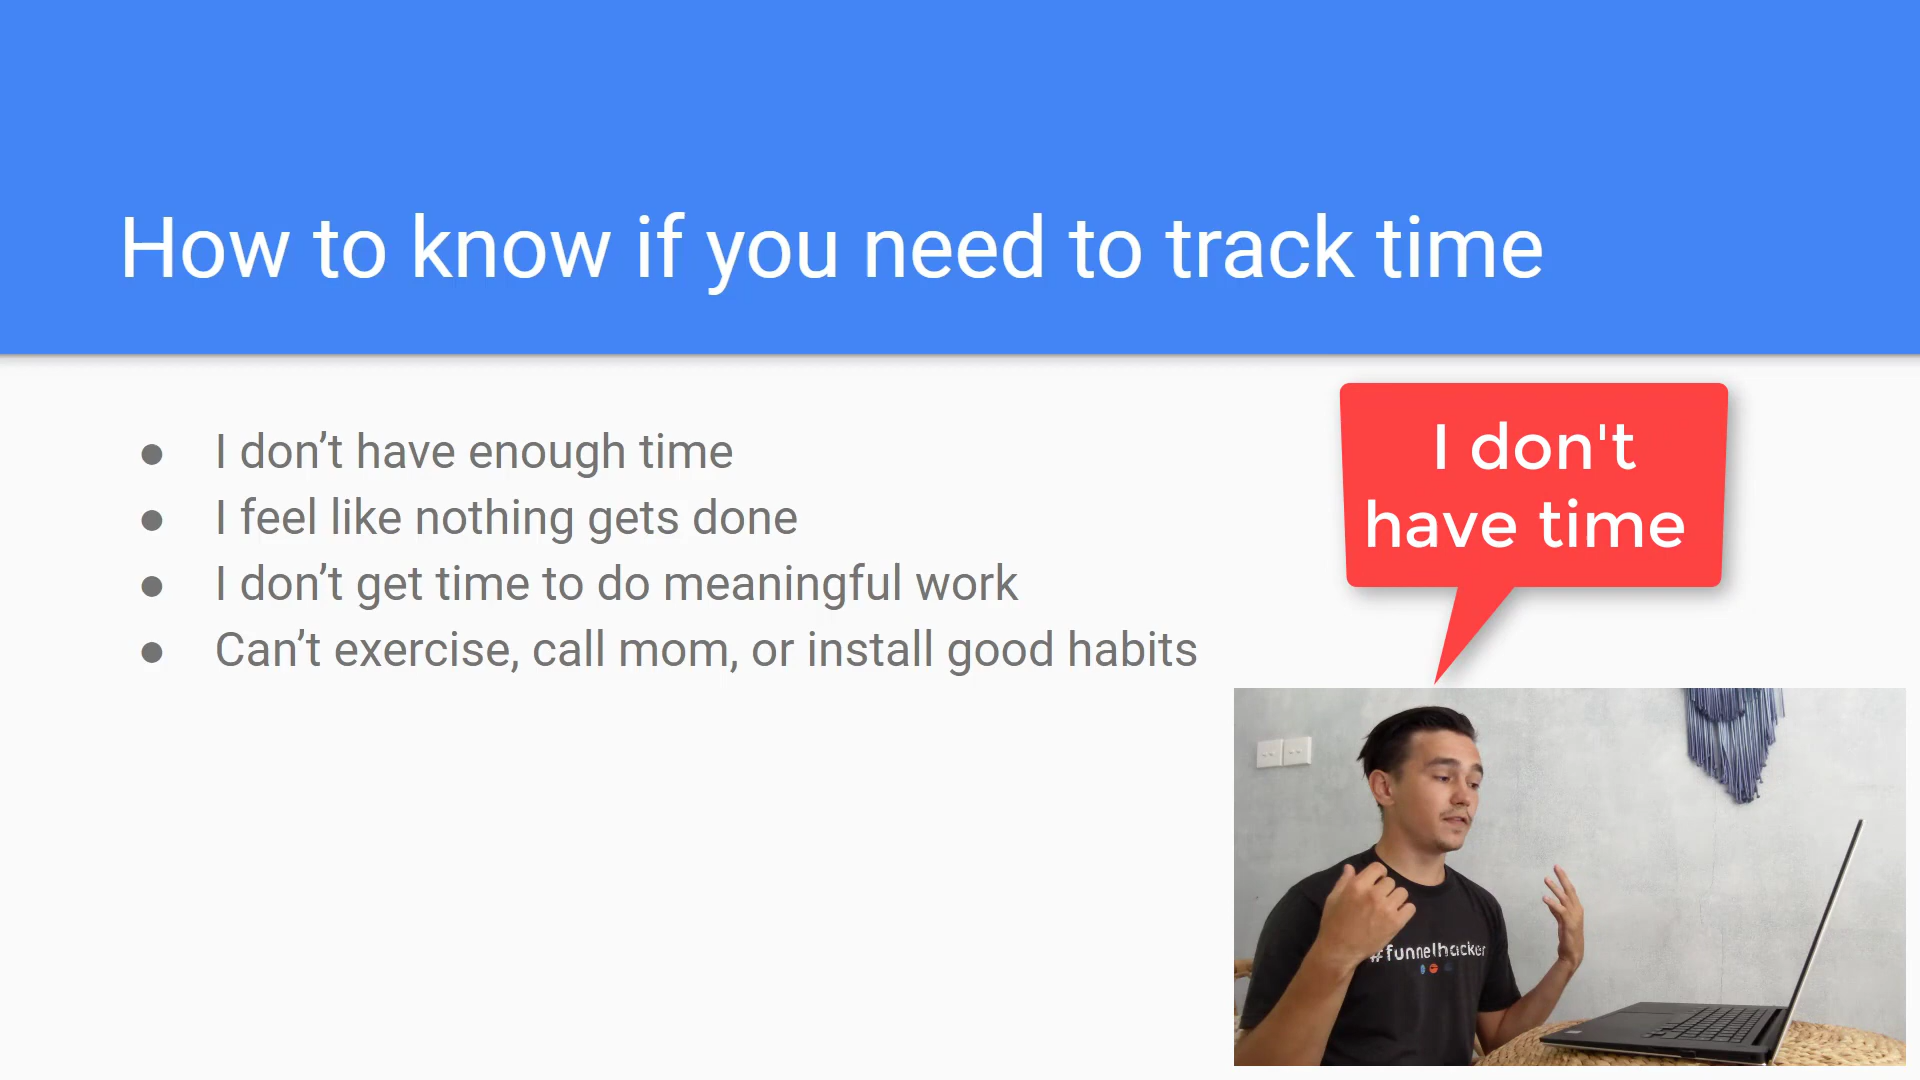 How to know if you need to track time
● I don’t have enough time
● I feel like nothing gets done
● I don’t get time to do meaningful work
● Can’t exercise, call mom, or install good habits
I don't
have time
#funnelhacker